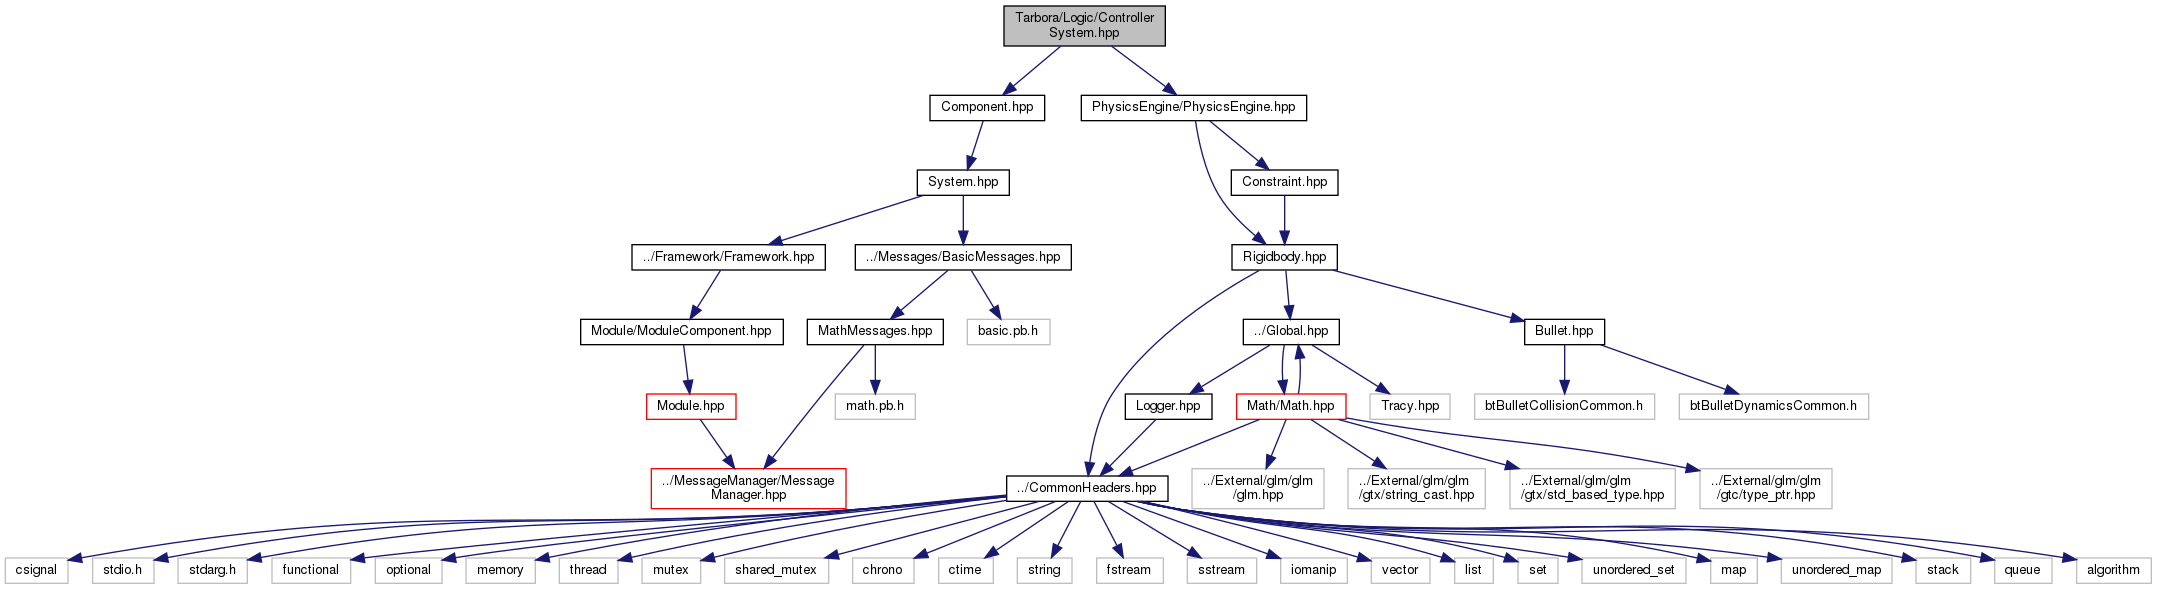 Tarbora/Logic/Controller
System.hpp
Component.hpp
PhysicsEngine/PhysicsEngine.hpp
System.hpp
Constraint.hpp
../Framework/Framework.hpp
../Messages/BasicMessages.hpp
Rigidbody.hpp
Module/ModuleComponent.hpp
MathMessages.hpp
basic.pb.h
../Global.hpp
Bullet.hpp
Module.hpp
math.pb.h
Logger.hpp
Math/Math.hpp
Tracy.hpp
btBulletCollisionCommon.h
btBulletDynamicsCommon.h
../MessageManager/Message
Manager.hpp
../CommonHeaders.hpp
../External/glm/glm
/glm.hpp
../External/glm/glm
/gtx/string_cast.hpp
../External/glm/glm
/gtx/std_based_type.hpp
../External/glm/glm
/gtc/type_ptr.hpp
csignal
stdio.h
stdarg.h
functional
optional
memory
thread
mutex
shared_mutex
chrono
ctime
string
fstream
sstream
iomanip
vector
list
set
unordered_set
map
unordered_map
stack
queue
algorithm